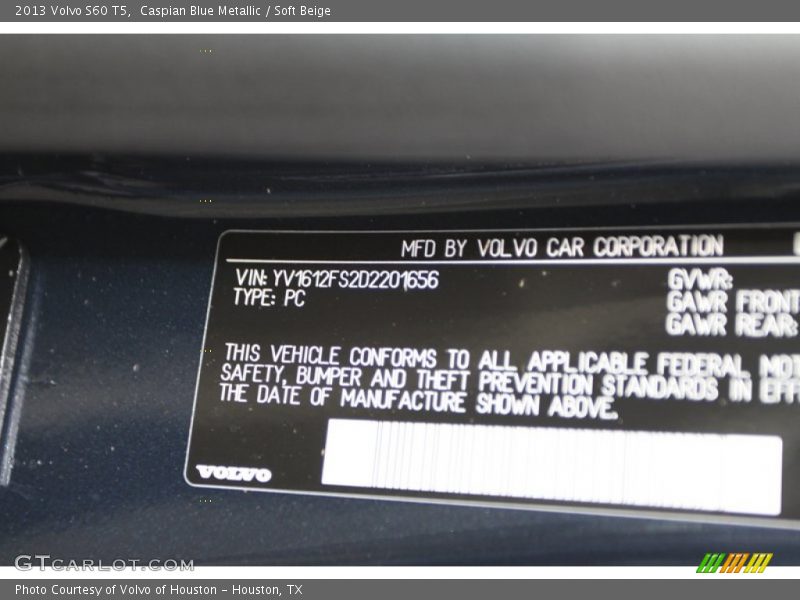 2013 Volvo S60 T5, Caspian Blue Metallic / Soft Beige
MFD BY VOLVO CAR CORPORATION
VIN: YV1612FS2D2201656
TYPE: PC
GVWR:
GAWR FRONT
GAWR REAR:
THIS VEHICLE CONFORMS TO ALL APPLICABLE FEDERAL MOT
SAFETY, BUMPER AND THEFT PREVENTION STANDARDS IN EFF
THE DATE OF MANUFACTURE SHOWN ABOVE.
VOLVO
GTCARLOT.COM
Photo Courtesy of Volvo of Houston - Houston, TX